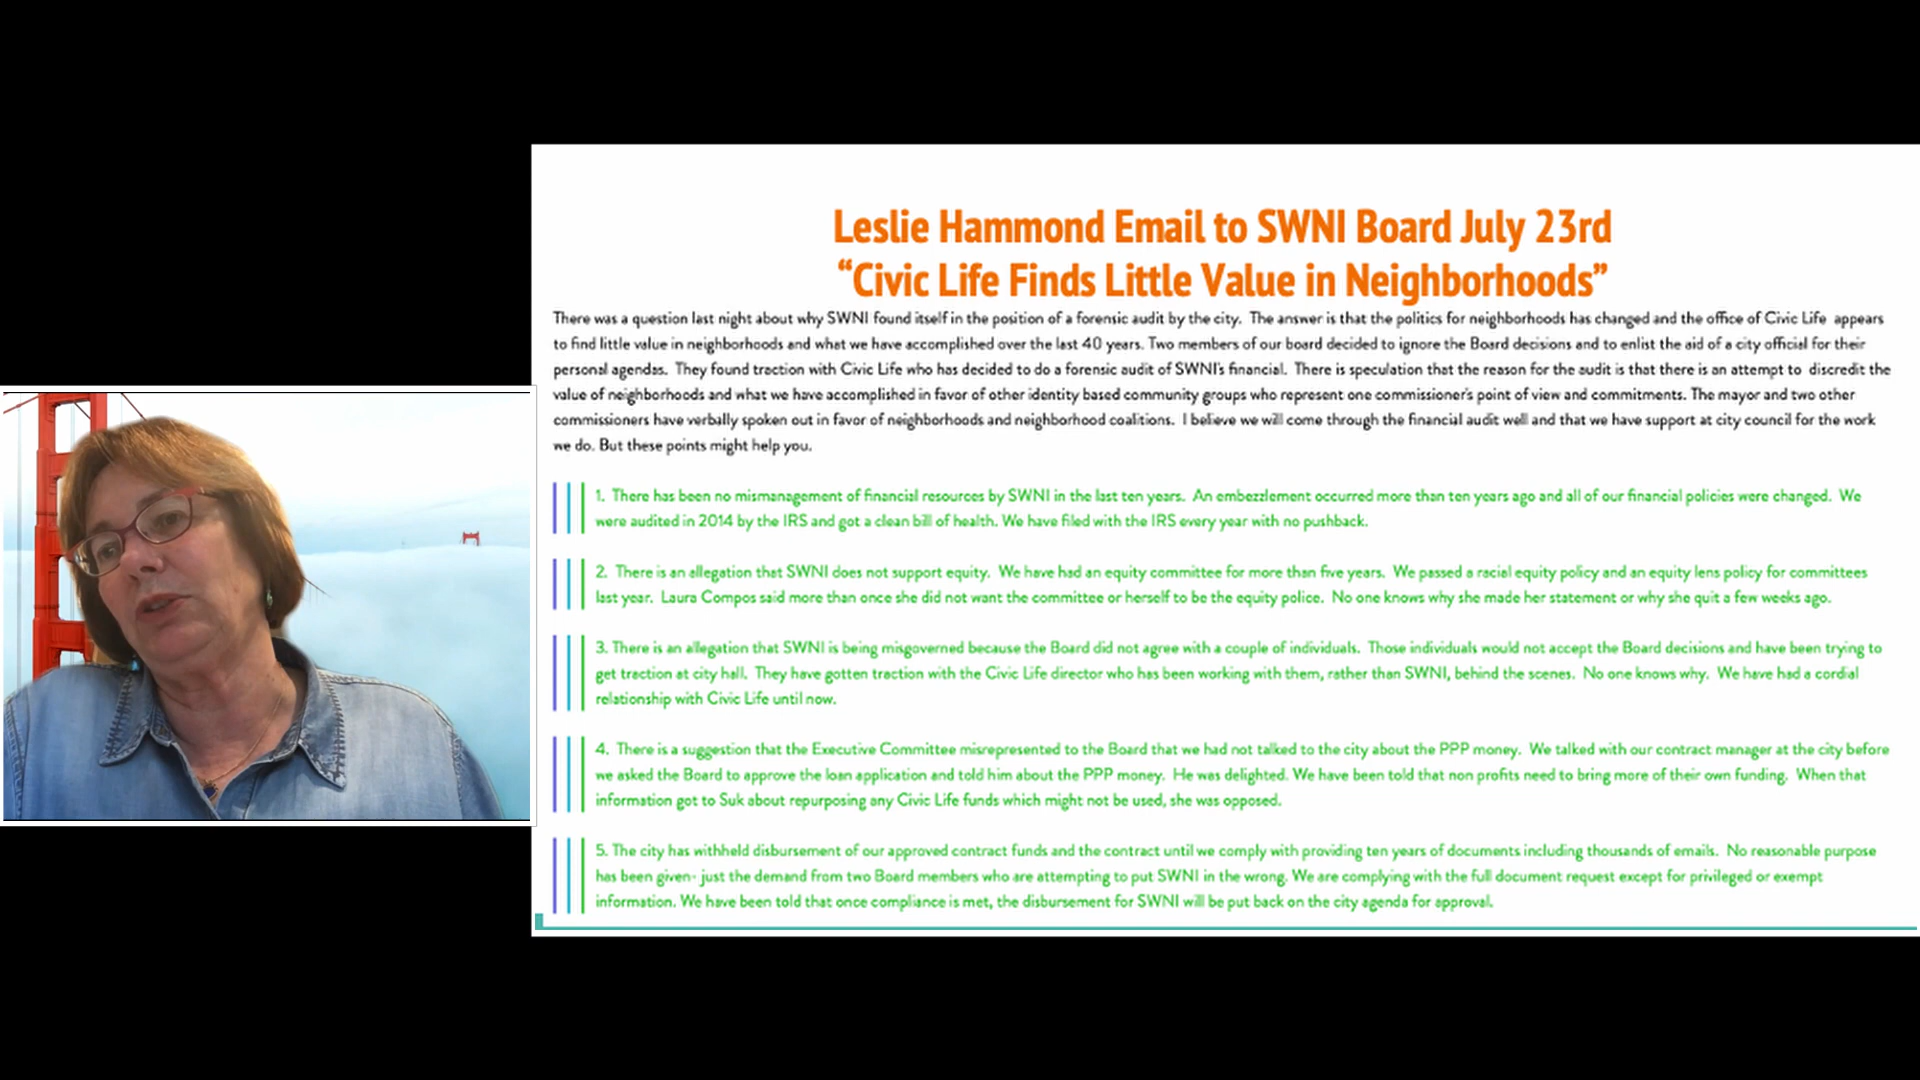 Leslie Hammond Email to SWNI Board July 23rd
“Civic Life Finds Little Value in Neighborhoods”
There was a question last night about why SWNI found itself in the position of a forensic audit by the city. The answer is that the politics for neighborhoods has changed and the office of Civic Life appears
to find little value in neighborhoods and what we have accomplished over the last 40 years. Two members of our board decided to ignore the Board decisions and to enlist the aid of a city official for their
personal agendas. They found traction with Civic Life who has decided to do a forensic audit of SWNI's financial. There is speculation that the reason for the audit is that there is an attempt to discredit the
value of neighborhoods and what we have accomplished in favor of other identity based community groups who represent one commissioner's point of view and commitments. The mayor and two other
commissioners have verbally spoken out in favor of neighborhoods and neighborhood coalitions. I believe we will come through the financial audit well and that we have support at city council for the work
we do. But these points might help you.
1. There has been no mismanagement of financial resources by SWNI in the last ten years. An embezzlement occurred more than ten years ago and all of our financial policies were changed. We
were audited in 2014 by the IRS and got a clean bill of health. We have filed with the IRS every year with no pushback.
2. There is an allegation that SWNI does not support equity. We have had an equity committee for more than five years. We passed a racial equity policy and an equity lens policy for committees
last year. Laura Compos said more than once she did not want the committee or herself to be the equity police. No one knows why she made her statement or why she quit a few weeks ago.
3. There is an allegation that SWNI is being misgoverned because the Board did not agree with a couple of individuals. Those individuals would not accept the Board decisions and have been trying to
get traction at city hall. They have gotten traction with the Civic Life director who has been working with them, rather than SWNI, behind the scenes. No one knows why. We have had a cordial
relationship with Civic Life until now.
4. There is a suggestion that the Executive Committee misrepresented to the Board that we had not talked to the city about the PPP money. We talked with our contract manager at the city before
we asked the Board to approve the loan application and told him about the PPP money. He was delighted. We have been told that non profits need to bring more of their own funding. When that
information got to Suk about repurposing any Civic Life funds which might not be used, she was opposed.
5. The city has withheld disbursement of our approved contract funds and the contract until we comply with providing ten years of documents including thousands of emails. No reasonable purpose
has been given- just the demand from two Board members who are attempting to put SWNI in the wrong. We are complying with the full document request except for privileged or exempt
information. We have been told that once compliance is met, the disbursement for SWNI will be put back on the city agenda for approval.